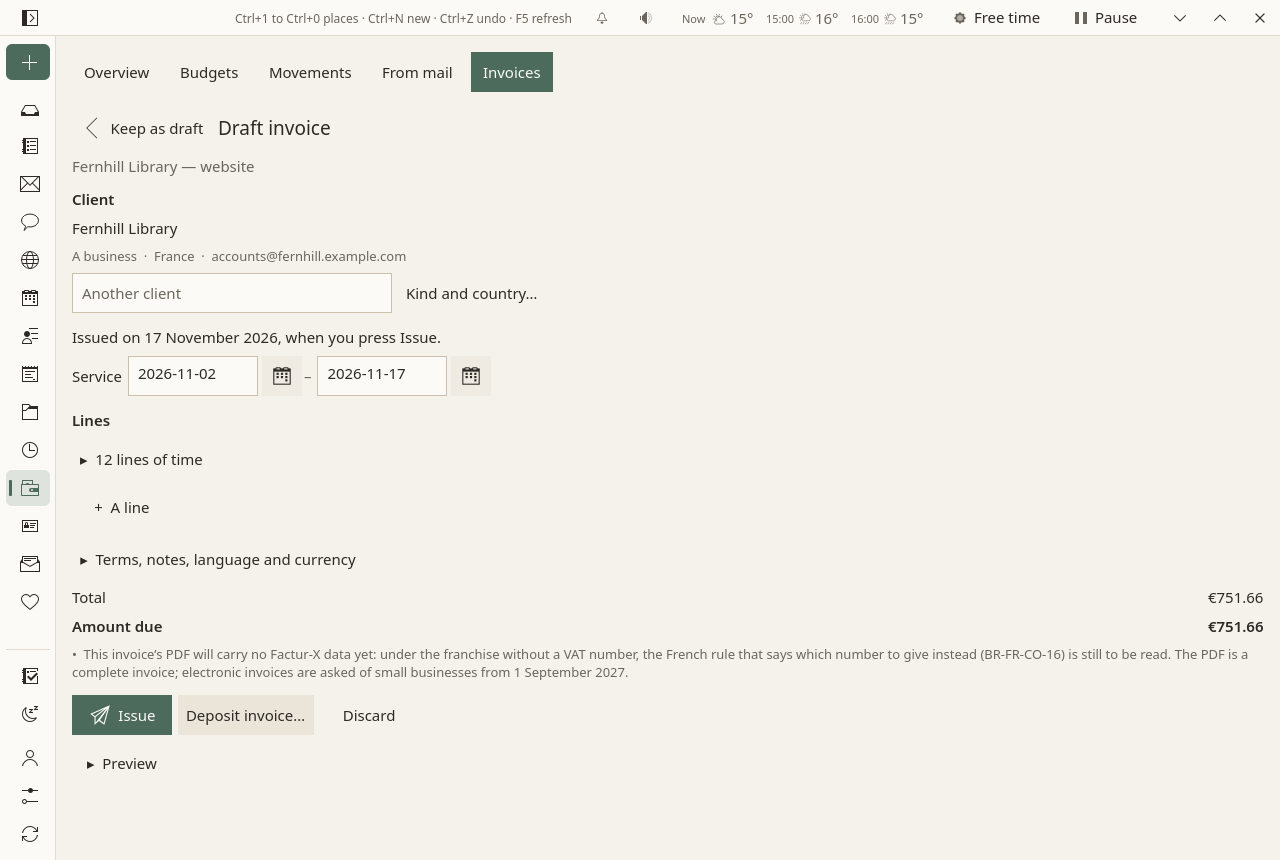 Ctrl+1 to Ctrl+0 places · Ctrl+N new · Ctrl+Z undo · F5 refresh
Now 15° 15:00 16° 16:00 15°
Free time
Pause
Overview Budgets Movements From mail Invoices
Keep as draft Draft invoice
Fernhill Library — website
Client
Fernhill Library
A business · France · accounts@fernhill.example.com
Another client Kind and country…
Issued on 17 November 2026, when you press Issue.
Service 2026-11-02 – 2026-11-17
Lines
▸ 12 lines of time
+ A line
▸ Terms, notes, language and currency
Total €751.66
Amount due €751.66
• This invoice’s PDF will carry no Factur-X data yet: under the franchise without a VAT number, the French rule that says which number to give instead (BR-FR-CO-16) is still to be read. The PDF is a
complete invoice; electronic invoices are asked of small businesses from 1 September 2027.
Issue Deposit invoice… Discard
▸ Preview